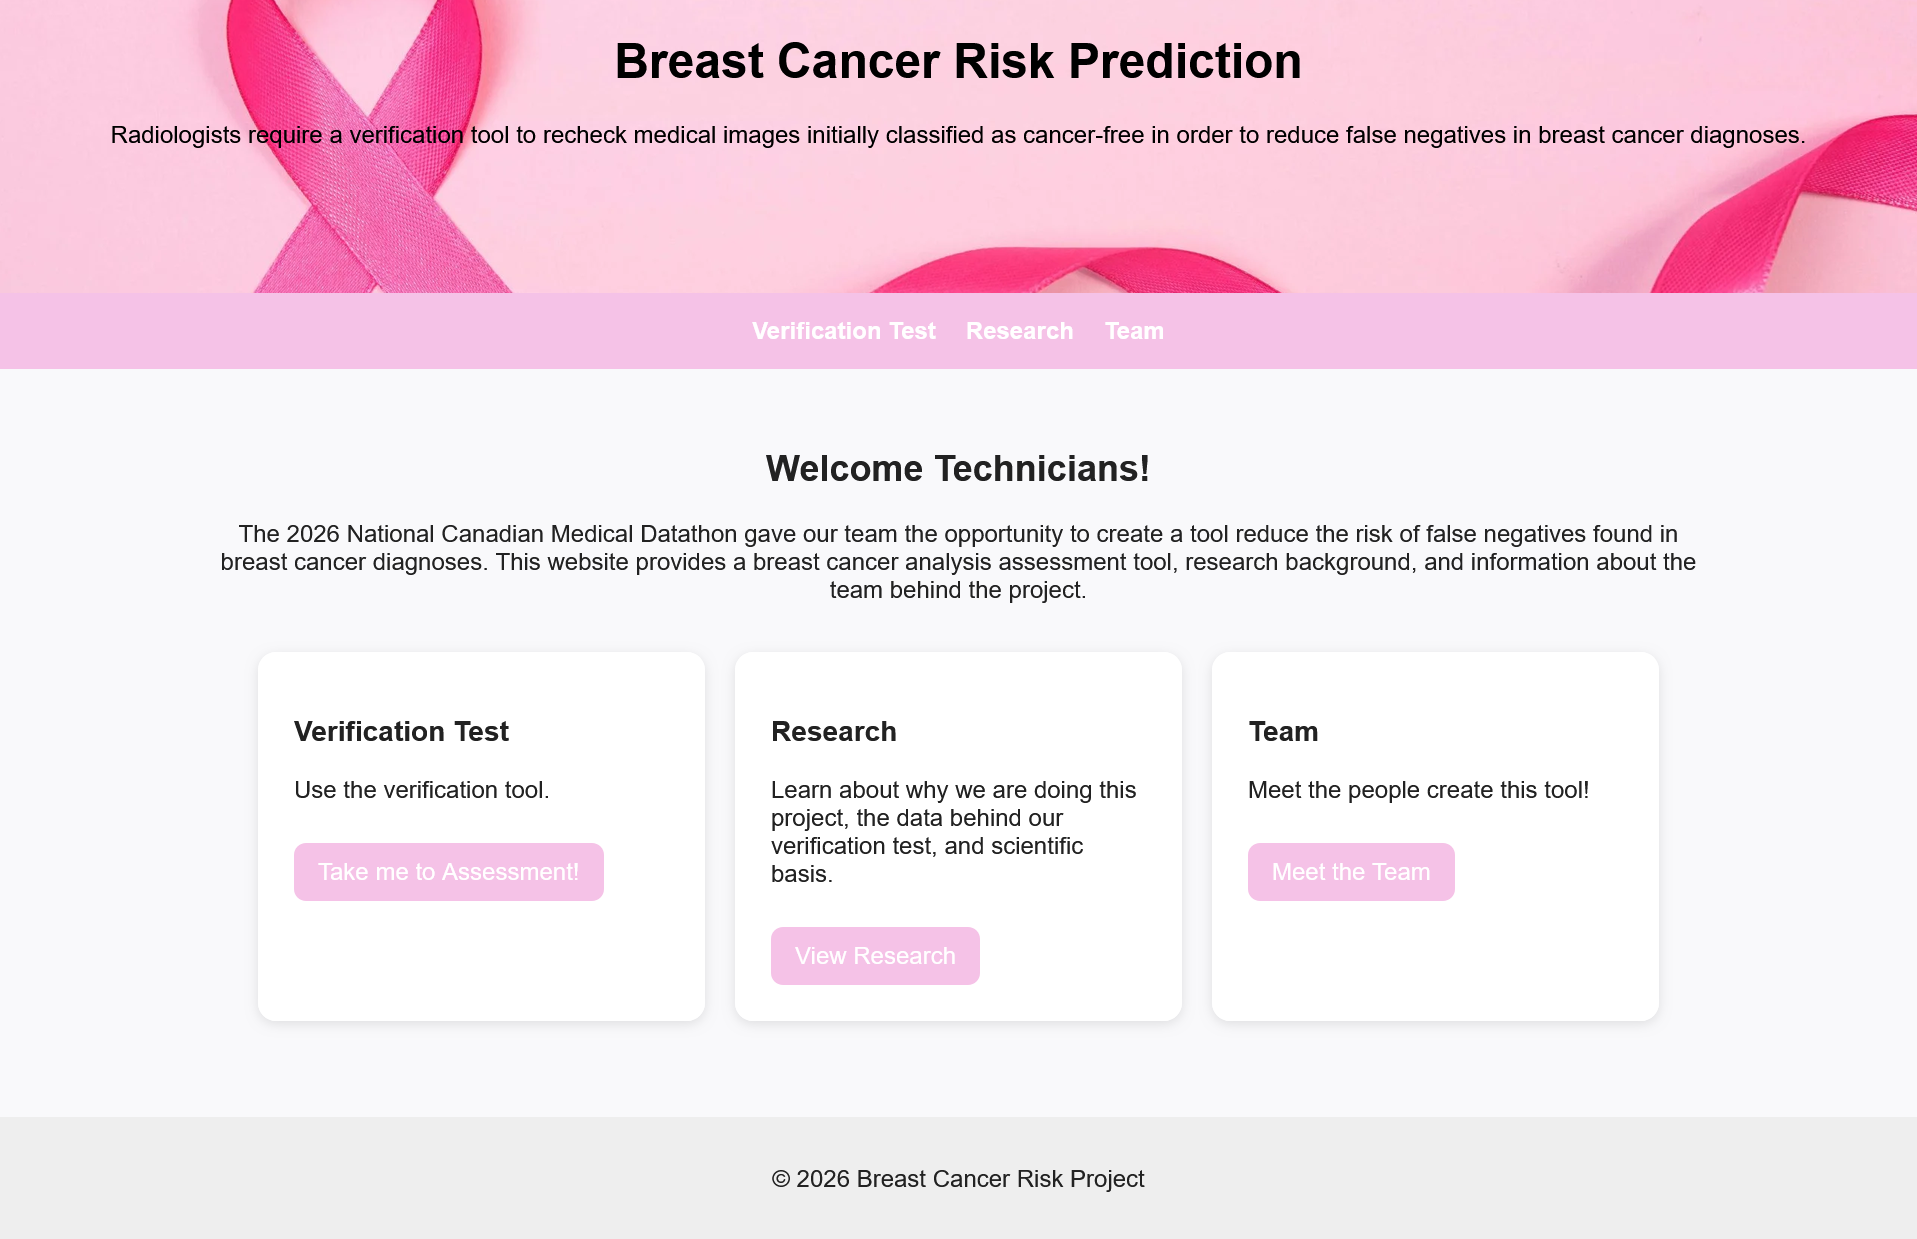 Breast Cancer Risk Prediction
Radiologists require a verification tool to recheck medical images initially classified as cancer-free in order to reduce false negatives in breast cancer diagnoses.
Verification Test Research Team
Welcome Technicians!
The 2026 National Canadian Medical Datathon gave our team the opportunity to create a tool reduce the risk of false negatives found in
breast cancer diagnoses. This website provides a breast cancer analysis assessment tool, research background, and information about the
team behind the project.
Verification Test
Use the verification tool.
Take me to Assessment!
Research
Learn about why we are doing this
project, the data behind our
verification test, and scientific
basis.
View Research
Team
Meet the people create this tool!
Meet the Team
© 2026 Breast Cancer Risk Project